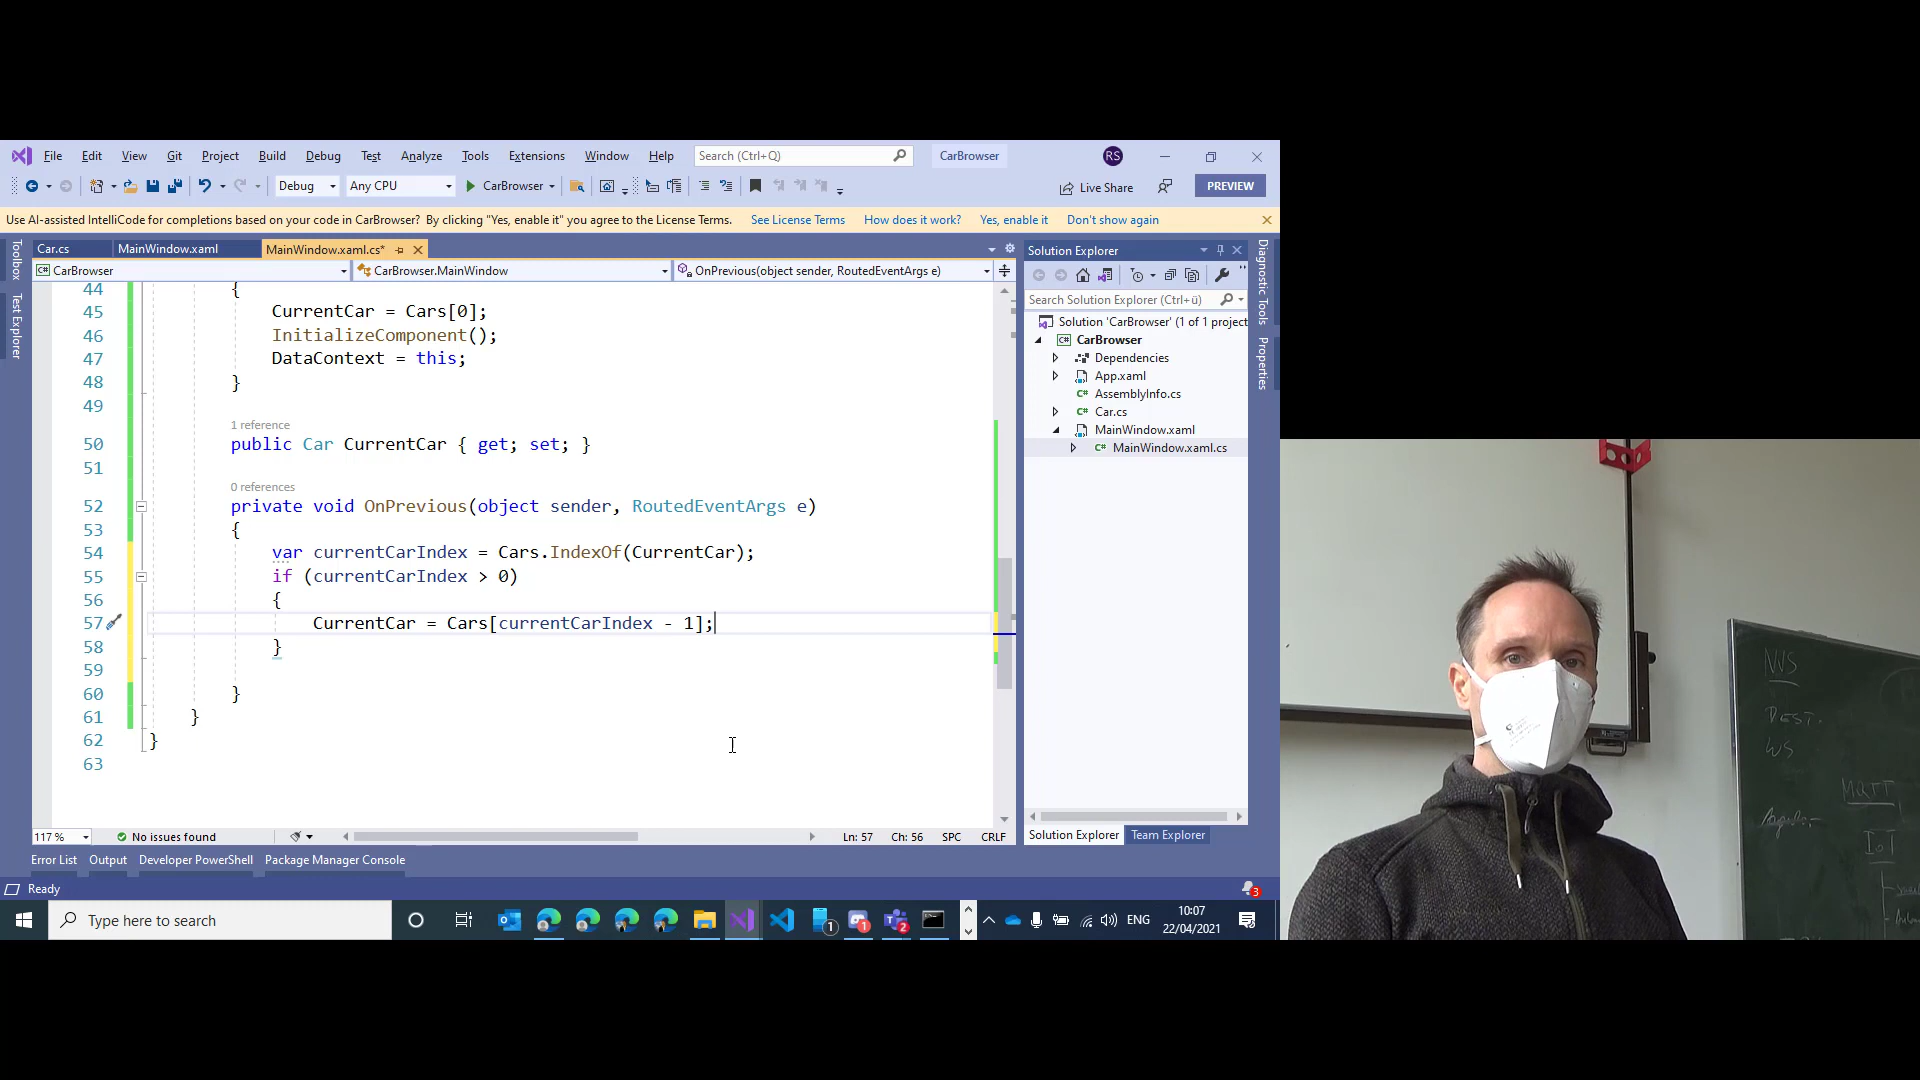 File Edit View Git Project Build Debug Test Analyze Tools Extensions Window Help Search (Ctrl+Q) CarBrowser RS
Debug Any CPU CarBrowser Live Share PREVIEW
Use AI-assisted IntelliCode for completions based on your code in CarBrowser? By clicking "Yes, enable it" you agree to the License Terms. See License Terms How does it work? Yes, enable it Don't show again
Toolbox
Test Explorer
Car.cs MainWindow.xaml MainWindow.xaml.cs*
CarBrowser CarBrowser.MainWindow OnPrevious(object sender, RoutedEventArgs e)
44 {
45 CurrentCar = Cars[0];
46 InitializeComponent();
47 DataContext = this;
48 }
49
1 reference
50 public Car CurrentCar { get; set; }
51
0 references
52 private void OnPrevious(object sender, RoutedEventArgs e)
53 {
54 var currentCarIndex = Cars.IndexOf(CurrentCar);
55 if (currentCarIndex > 0)
56 {
57 CurrentCar = Cars[currentCarIndex - 1];
58 }
59
60 }
61 }
62 }
63
117 % No issues found Ln: 57 Ch: 56 SPC CRLF
Solution Explorer
Search Solution Explorer (Ctrl+ü)
Solution 'CarBrowser' (1 of 1 project
CarBrowser
Dependencies
App.xaml
AssemblyInfo.cs
Car.cs
MainWindow.xaml
MainWindow.xaml.cs
Solution Explorer Team Explorer
Diagnostic Tools
Properties
Error List Output Developer PowerShell Package Manager Console
Ready 3
Type here to search 1 1 2 ENG 10:07
22/04/2021
NVS
DEST.
WS
MQTT
IoT